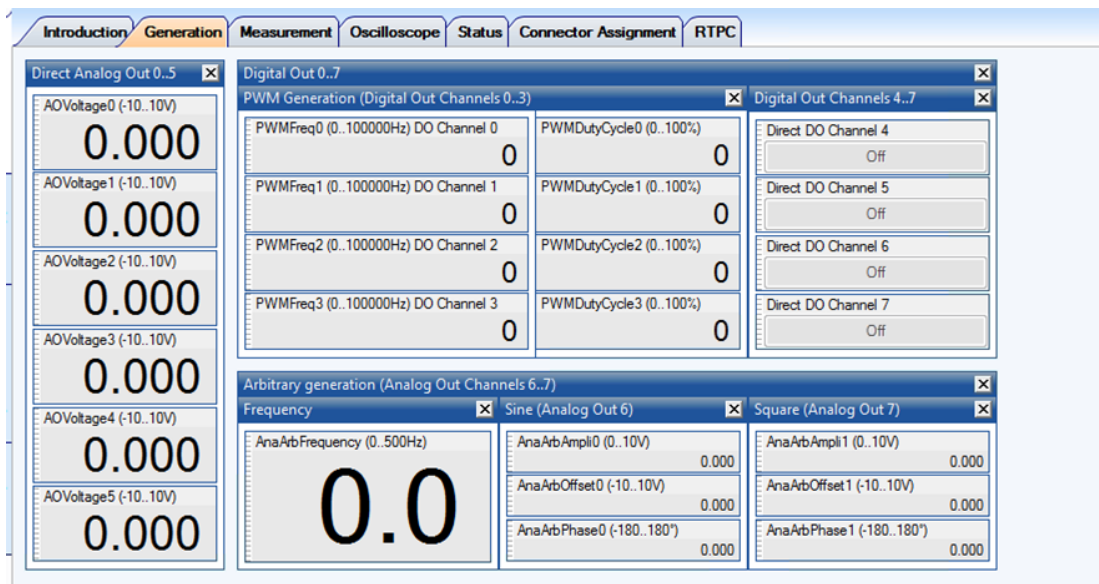 Introduction Generation Measurement Oscilloscope Status Connector Assignment RTPC
Direct Analog Out 0..5
AOVoltage0 (-10..10V)
0.000
AOVoltage1 (-10..10V)
0.000
AOVoltage2 (-10..10V)
0.000
AOVoltage3 (-10..10V)
0.000
AOVoltage4 (-10..10V)
0.000
AOVoltage5 (-10..10V)
0.000
Digital Out 0..7
PWM Generation (Digital Out Channels 0..3)
PWMFreq0 (0..100000Hz) DO Channel 0
0
PWMDutyCycle0 (0..100%)
0
PWMFreq1 (0..100000Hz) DO Channel 1
0
PWMDutyCycle1 (0..100%)
0
PWMFreq2 (0..100000Hz) DO Channel 2
0
PWMDutyCycle2 (0..100%)
0
PWMFreq3 (0..100000Hz) DO Channel 3
0
PWMDutyCycle3 (0..100%)
0
Digital Out Channels 4..7
Direct DO Channel 4
Off
Direct DO Channel 5
Off
Direct DO Channel 6
Off
Direct DO Channel 7
Off
Arbitrary generation (Analog Out Channels 6..7)
Frequency
AnaArbFrequency (0..500Hz)
0.0
Sine (Analog Out 6)
AnaArbAmpli0 (0..10V)
0.000
AnaArbOffset0 (-10..10V)
0.000
AnaArbPhase0 (-180..180°)
0.000
Square (Analog Out 7)
AnaArbAmpli1 (0..10V)
0.000
AnaArbOffset1 (-10..10V)
0.000
AnaArbPhase1 (-180..180°)
0.000